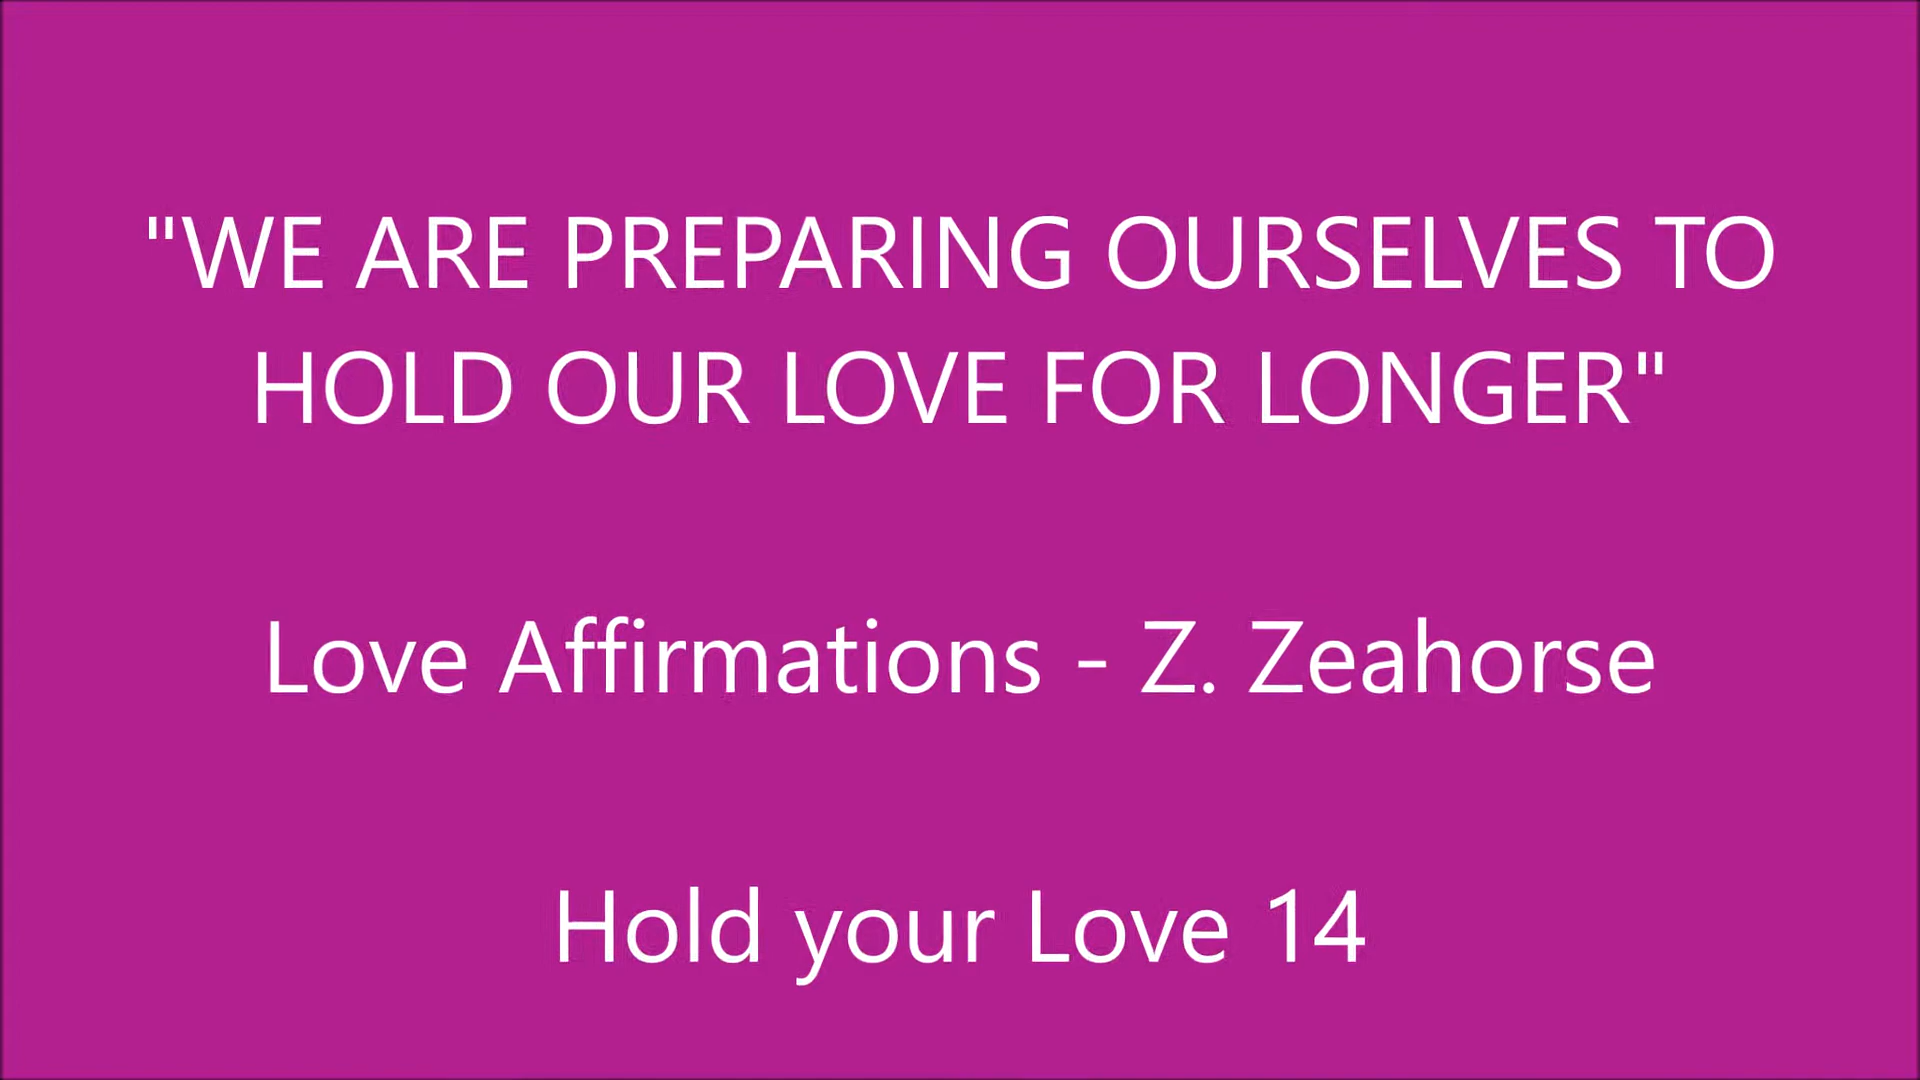 "WE ARE PREPARING OURSELVES TO
HOLD OUR LOVE FOR LONGER"
Love Affirmations - Z. Zeahorse
Hold your Love 14